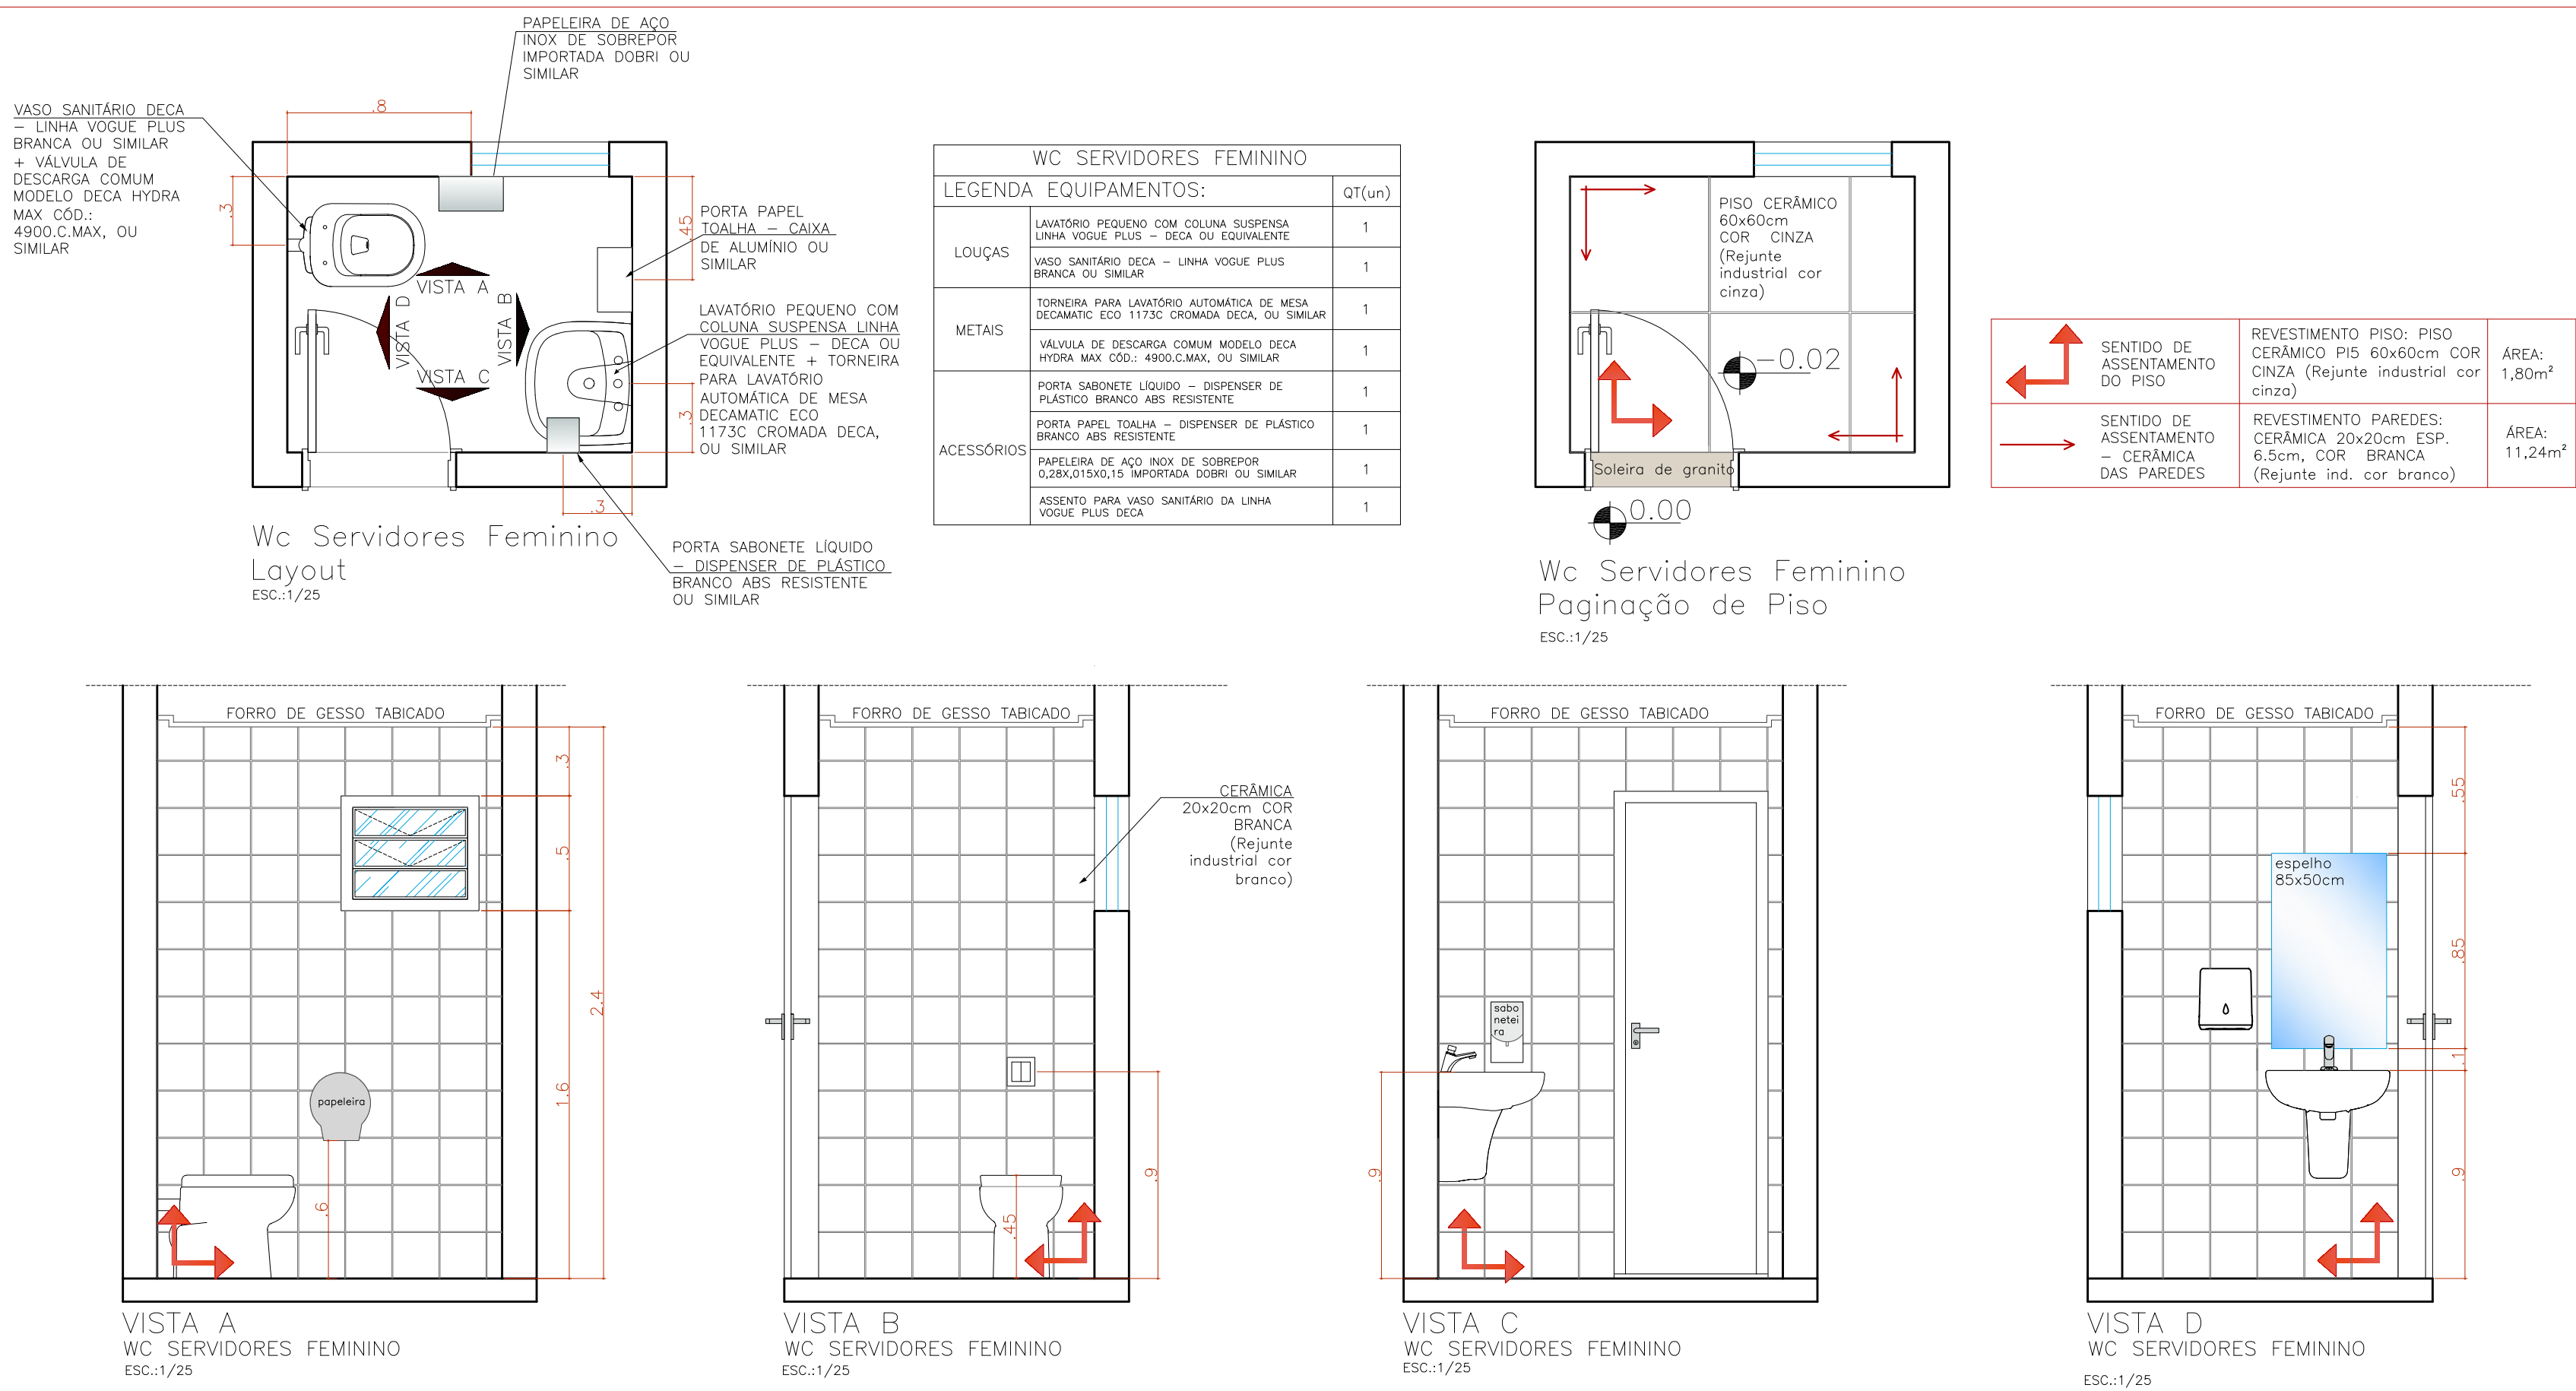 PAPELEIRA DE AÇO
INOX DE SOBREPOR
IMPORTADA DOBRI OU
SIMILAR
VASO SANITÁRIO DECA
– LINHA VOGUE PLUS
BRANCA OU SIMILAR
+ VÁLVULA DE
DESCARGA COMUM
MODELO DECA HYDRA
MAX CÓD.:
4900.C.MAX, OU
SIMILAR
.8
.3
.45
PORTA PAPEL
TOALHA – CAIXA
DE ALUMÍNIO OU
SIMILAR
VISTA A
VISTA D
VISTA B
VISTA C
LAVATÓRIO PEQUENO COM
COLUNA SUSPENSA LINHA
VOGUE PLUS – DECA OU
EQUIVALENTE + TORNEIRA
PARA LAVATÓRIO
AUTOMÁTICA DE MESA
DECAMATIC ECO
1173C CROMADA DECA,
OU SIMILAR
.3
.3
PORTA SABONETE LÍQUIDO
– DISPENSER DE PLÁSTICO
BRANCO ABS RESISTENTE
OU SIMILAR
Wc Servidores Feminino
Layout
ESC.:1/25
WC SERVIDORES FEMININO
LEGENDA EQUIPAMENTOS: QT(un)
LOUÇAS
LAVATÓRIO PEQUENO COM COLUNA SUSPENSA
LINHA VOGUE PLUS – DECA OU EQUIVALENTE
1
VASO SANITÁRIO DECA – LINHA VOGUE PLUS
BRANCA OU SIMILAR
1
METAIS
TORNEIRA PARA LAVATÓRIO AUTOMÁTICA DE MESA
DECAMATIC ECO 1173C CROMADA DECA, OU SIMILAR
1
VÁLVULA DE DESCARGA COMUM MODELO DECA
HYDRA MAX CÓD.: 4900.C.MAX, OU SIMILAR
1
ACESSÓRIOS
PORTA SABONETE LÍQUIDO – DISPENSER DE
PLÁSTICO BRANCO ABS RESISTENTE
1
PORTA PAPEL TOALHA – DISPENSER DE PLÁSTICO
BRANCO ABS RESISTENTE
1
PAPELEIRA DE AÇO INOX DE SOBREPOR
0,28X,015X0,15 IMPORTADA DOBRI OU SIMILAR
1
ASSENTO PARA VASO SANITÁRIO DA LINHA
VOGUE PLUS DECA
1
PISO CERÂMICO
60x60cm
COR CINZA
(Rejunte
industrial cor
cinza)
–0.02
Soleira de granito
0.00
Wc Servidores Feminino
Paginação de Piso
ESC.:1/25
SENTIDO DE
ASSENTAMENTO
DO PISO
REVESTIMENTO PISO: PISO
CERÂMICO PI5 60x60cm COR
CINZA (Rejunte industrial cor
cinza)
ÁREA:
1,80m²
SENTIDO DE
ASSENTAMENTO
– CERÂMICA
DAS PAREDES
REVESTIMENTO PAREDES:
CERÂMICA 20x20cm ESP.
6.5cm, COR BRANCA
(Rejunte ind. cor branco)
ÁREA:
11,24m²
FORRO DE GESSO TABICADO
.3
.5
2.4
1.6
papeleira
.6
VISTA A
WC SERVIDORES FEMININO
ESC.:1/25
FORRO DE GESSO TABICADO
CERÂMICA
20x20cm COR
BRANCA
(Rejunte
industrial cor
branco)
.9
.45
VISTA B
WC SERVIDORES FEMININO
ESC.:1/25
FORRO DE GESSO TABICADO
sabo
netei
ra
.9
VISTA C
WC SERVIDORES FEMININO
ESC.:1/25
FORRO DE GESSO TABICADO
espelho
85x50cm
.55
.85
.1
.9
VISTA D
WC SERVIDORES FEMININO
ESC.:1/25